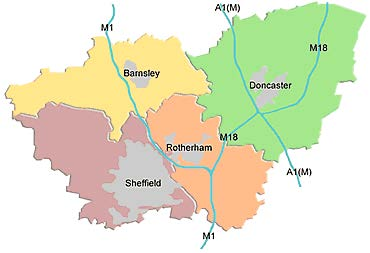 A1(M)
M1
M18
Barnsley
Doncaster
M18
Rotherham
Sheffield
A1(M)
M1